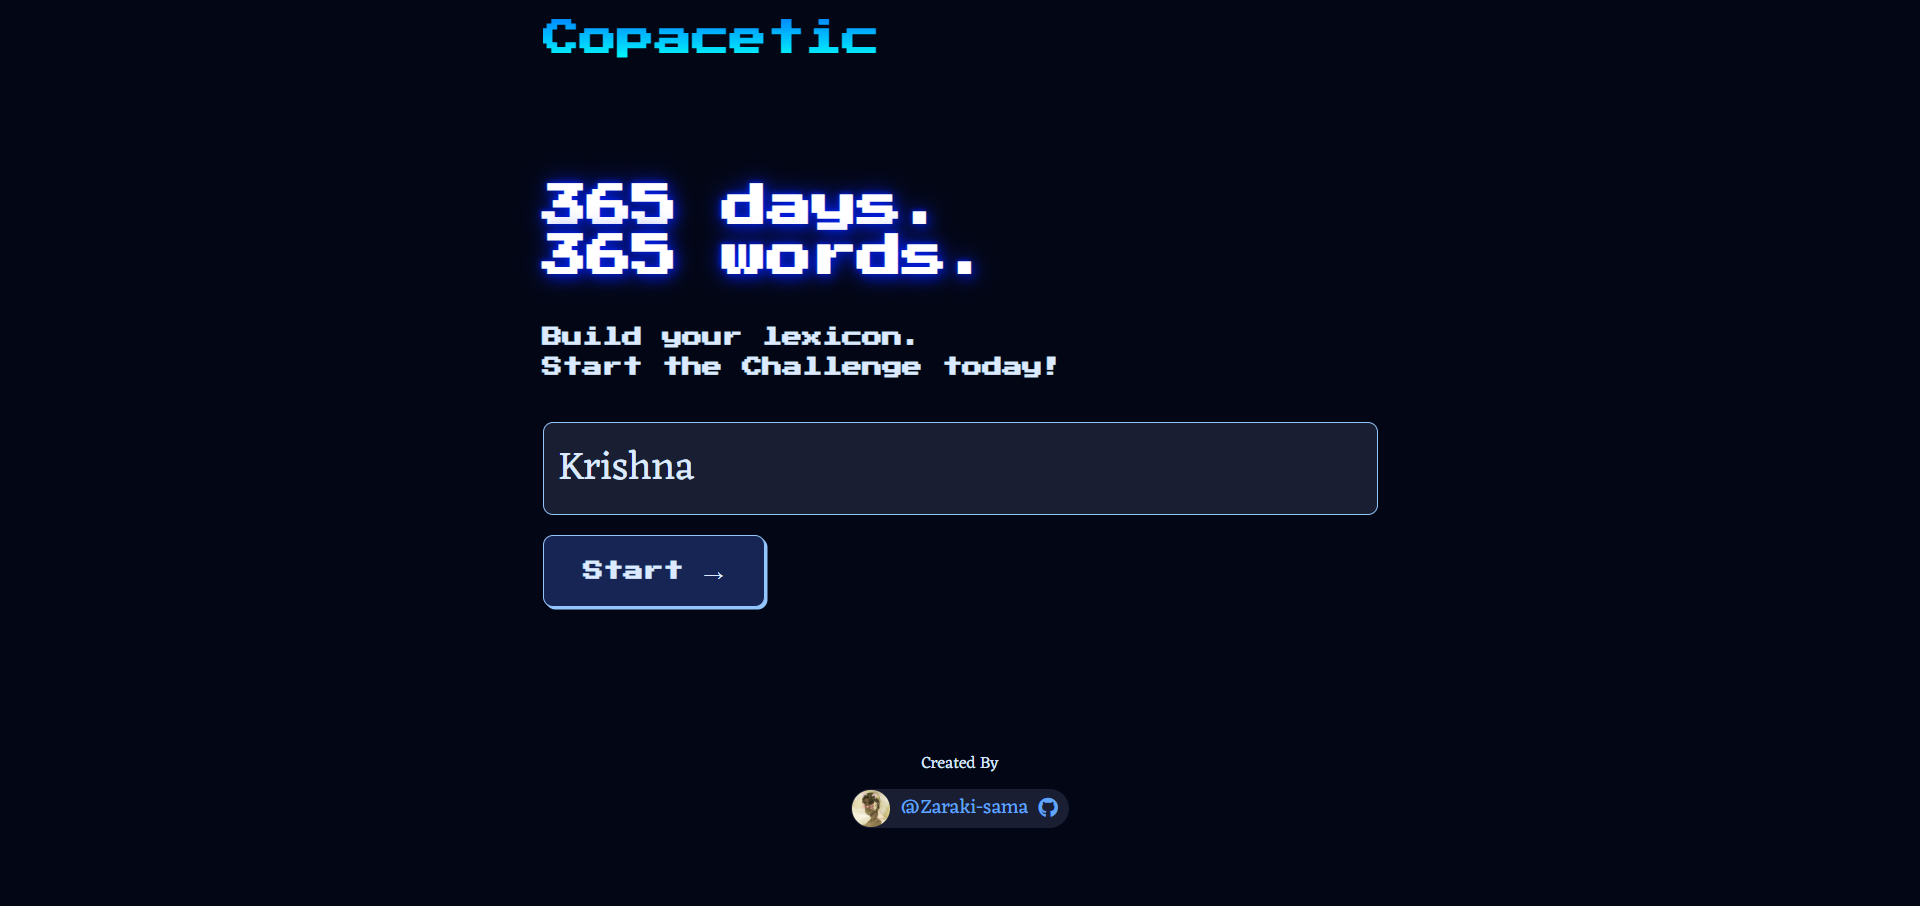 Copacetic
365 days.
365 words.
Build your lexicon.
Start the Challenge today!
Krishna
Start →
Created By
@Zaraki-sama